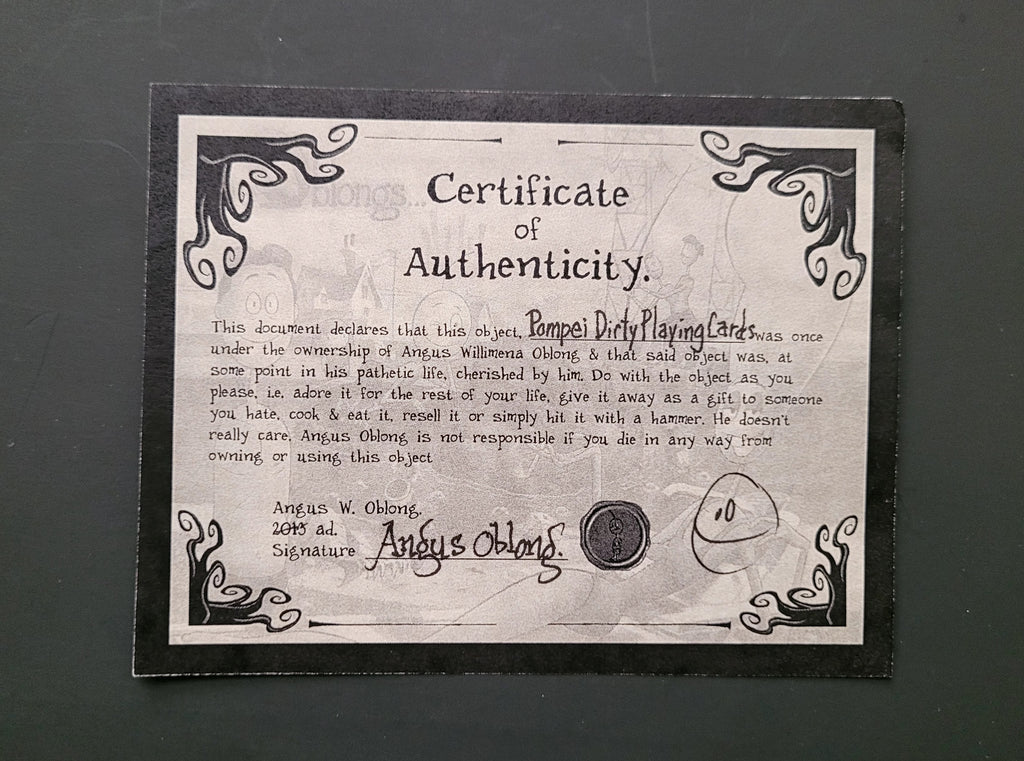 Oblongs...
Certificate
of
Authenticity.
This document declares that this object, Pompei Dirty Playing Cards was once
under the ownership of Angus Willimena Oblong & that said object was, at
some point in his pathetic life, cherished by him. Do with the object as you
please, i.e. adore it for the rest of your life, give it away as a gift to someone
you hate, cook & eat it, resell it or simply hit it with a hammer. He doesn't
really care, Angus Oblong is not responsible if you die in any way from
owning or using this object
Angus W. Oblong.
2013 ad.
Signature Angus Oblong.